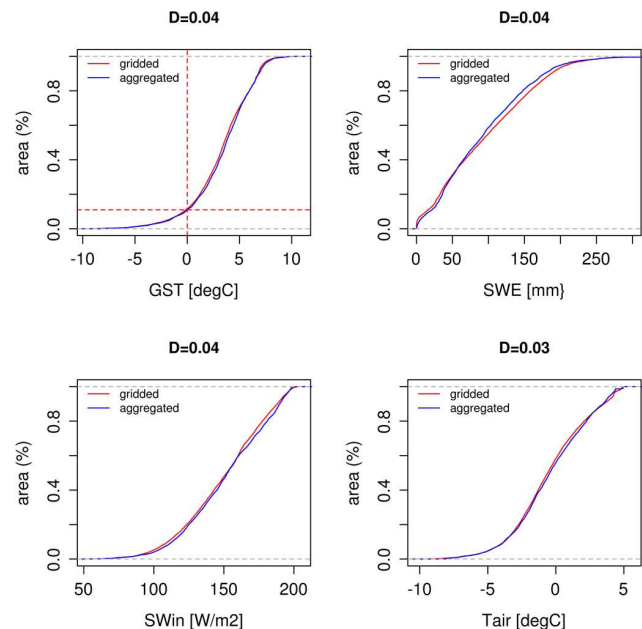 D=0.04
gridded
aggregated
area (%)
0.0
0.4
0.8
-10 -5 0 5 10
GST [degC]
D=0.04
gridded
aggregated
area (%)
0.0
0.4
0.8
0 50 150 250
SWE [mm}
D=0.04
gridded
aggregated
area (%)
0.0
0.4
0.8
50 100 150 200
SWin [W/m2]
D=0.03
gridded
aggregated
area (%)
0.0
0.4
0.8
-10 -5 0 5
Tair [degC]